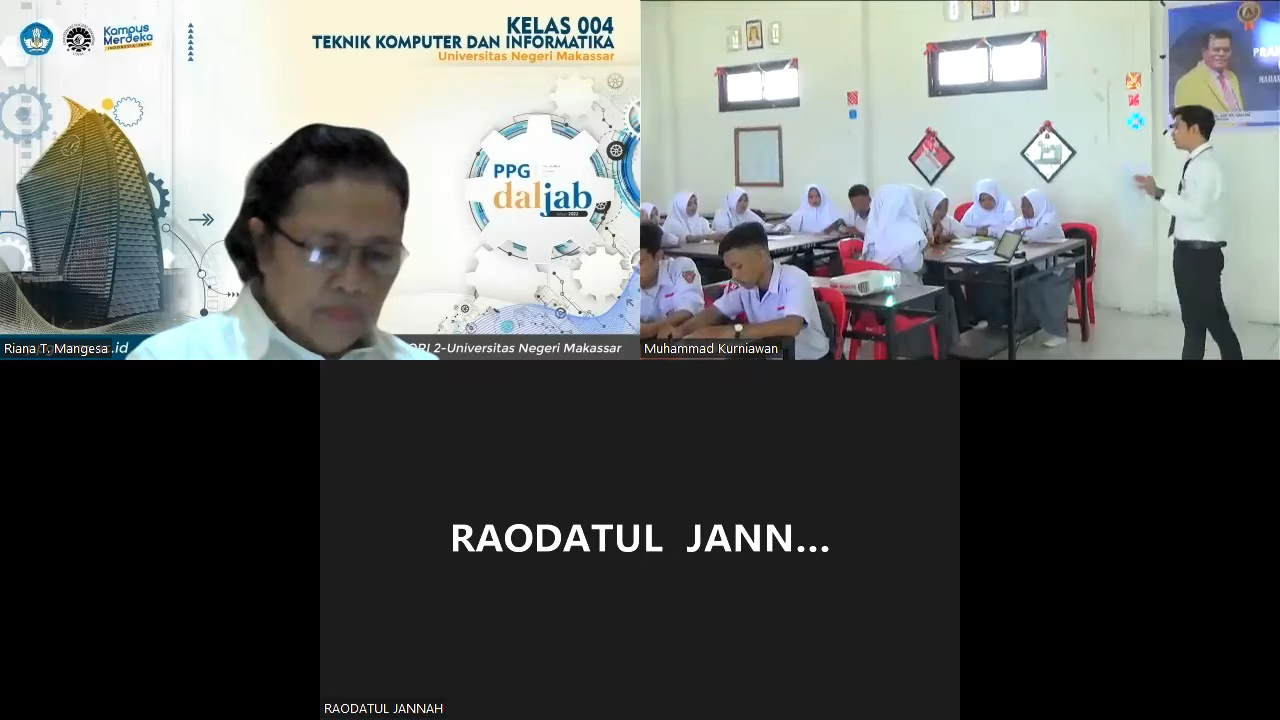 Kampus
Merdeka
INDONESIA JAYA
KELAS 004
TEKNIK KOMPUTER DAN INFORMATIKA
Universitas Negeri Makassar
PPG
daljab
Riana T. Mangesa
.id
ORI 2-Universitas Negeri Makassar
Muhammad Kurniawan
RAODATUL JANN...
RAODATUL JANNAH